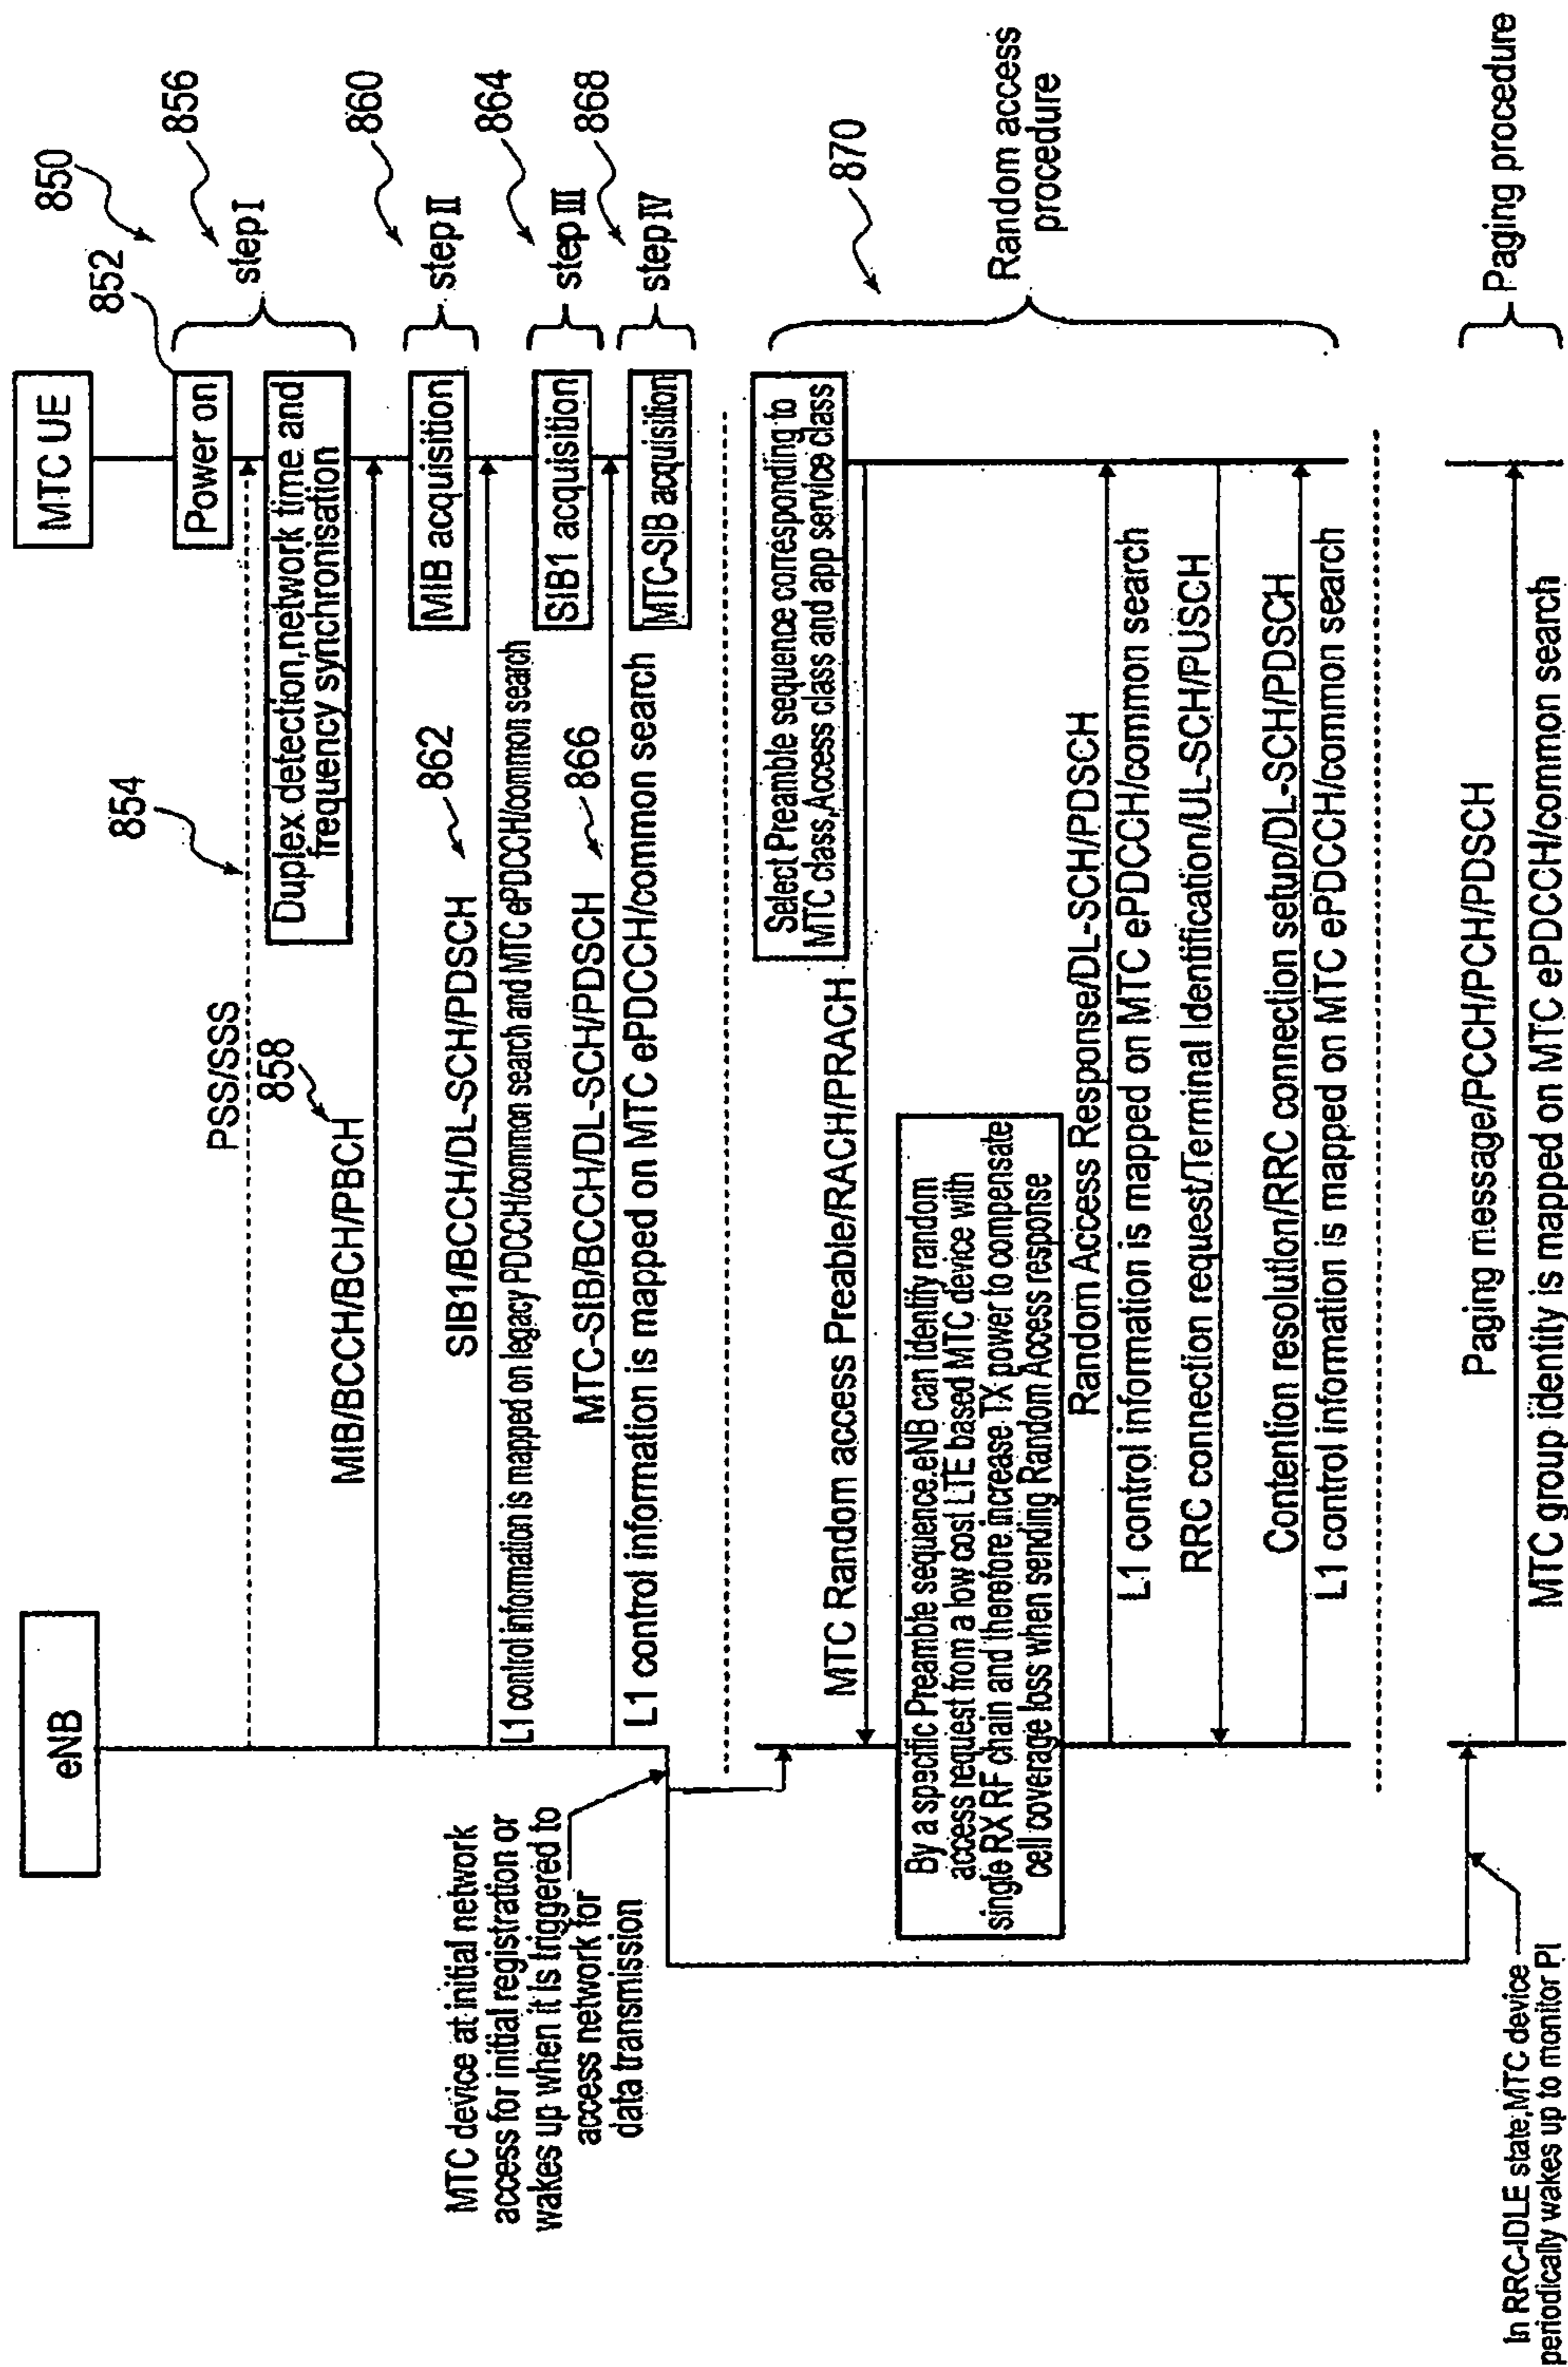 eNB
MTC UE
850
852
Power on
856
step I
854
PSS/SSS
Duplex detection,network time and
frequency synchronisation
858
MIB/BCCH/BCH/PBCH
MIB acquisition
860
step II
862
SIB1/BCCH/DL-SCH/PDSCH
L1 control information is mapped on legacy PDCCH/common search and MTC ePDCCH/common search
SIB1 acquisition
864
step III
866
MTC-SIB/BCCH/DL-SCH/PDSCH
L1 control information is mapped on MTC ePDCCH/common search
MTC-SIB acquisition
868
step IV
MTC device at initial network
access for initial registration or
wakes up when it is triggered to
access network for
data transmission
Select Preamble sequence corresponding to
MTC class,Access class and app service class
870
Random access
procedure
MTC Random access Preable/RACH/PRACH
By a specific Preamble sequence,eNB can identify random
access request from a low cost LTE based MTC device with
single RX RF chain and therefore increase TX power to compensate
cell coverage loss when sending Random Access response
Random Access Response/DL-SCH/PDSCH
L1 control information is mapped on MTC ePDCCH/common search
RRC connection request/Terminal Identification/UL-SCH/PUSCH
Contention resolution/RRC connection setup/DL-SCH/PDSCH
L1 control information is mapped on MTC ePDCCH/common search
In RRC-IDLE state,MTC device
periodically wakes up to monitor PI
Paging message/PCCH/PCH/PDSCH
MTC group identity is mapped on MTC ePDCCH/common search
Paging procedure